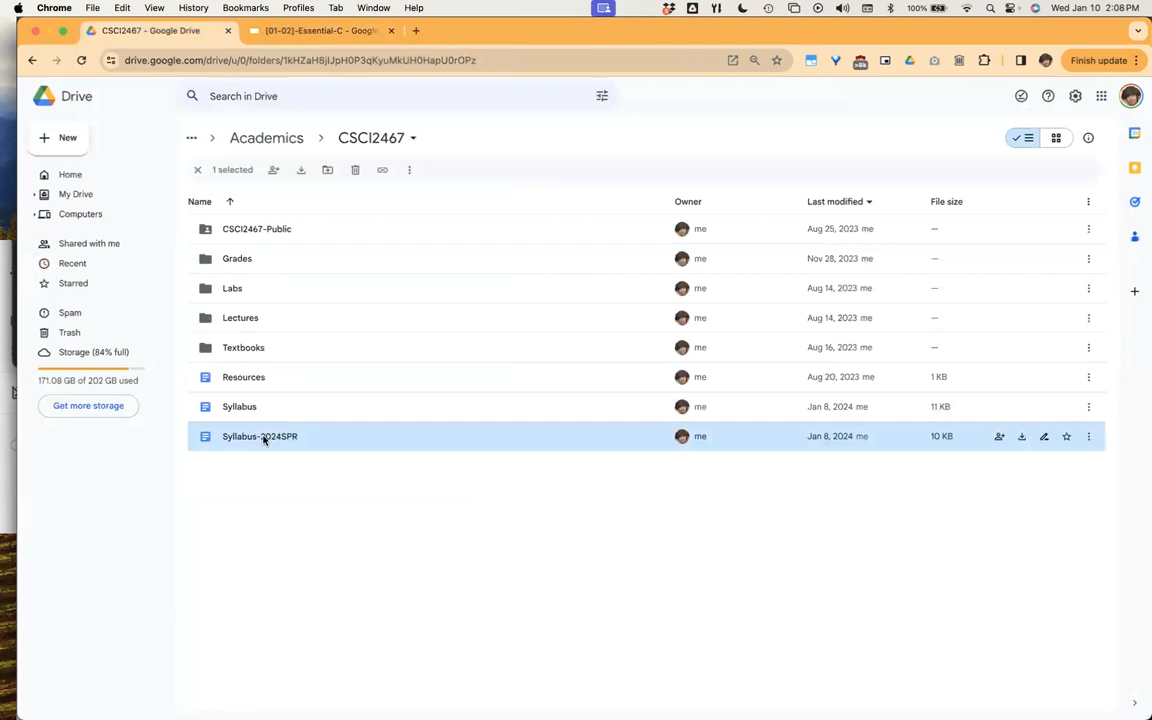 Chrome File Edit View History Bookmarks Profiles Tab Window Help 100% Wed Jan 10 2:08 PM
CSCI2467 - Google Drive [01-02]-Essential-C - Google
drive.google.com/drive/u/0/folders/1kHZaH8jIJpH0P3qKyuMkUH0HapU0rOPz Finish update
Drive Search in Drive
New
... > Academics > CSCI2467
1 selected
Home
My Drive
Computers
Shared with me
Recent
Starred
Spam
Trash
Storage (84% full)
171.08 GB of 202 GB used
Get more storage
Name Owner Last modified File size
CSCI2467-Public me Aug 25, 2023 me —
Grades me Nov 28, 2023 me —
Labs me Aug 14, 2023 me —
Lectures me Aug 14, 2023 me —
Textbooks me Aug 16, 2023 me —
Resources me Aug 20, 2023 me 1 KB
Syllabus me Jan 8, 2024 me 11 KB
Syllabus-2024SPR me Jan 8, 2024 me 10 KB